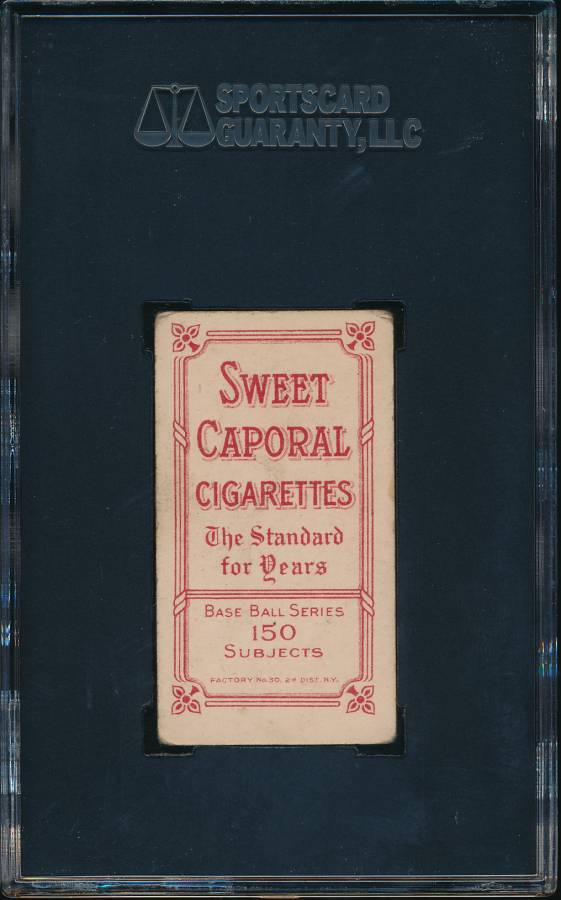 SPORTSCARD
GUARANTY, LLC
SWEET
CAPORAL
CIGARETTES
The Standard
for Years
BASE BALL SERIES
150
SUBJECTS
FACTORY No. 30, 2d DIST. N.Y.